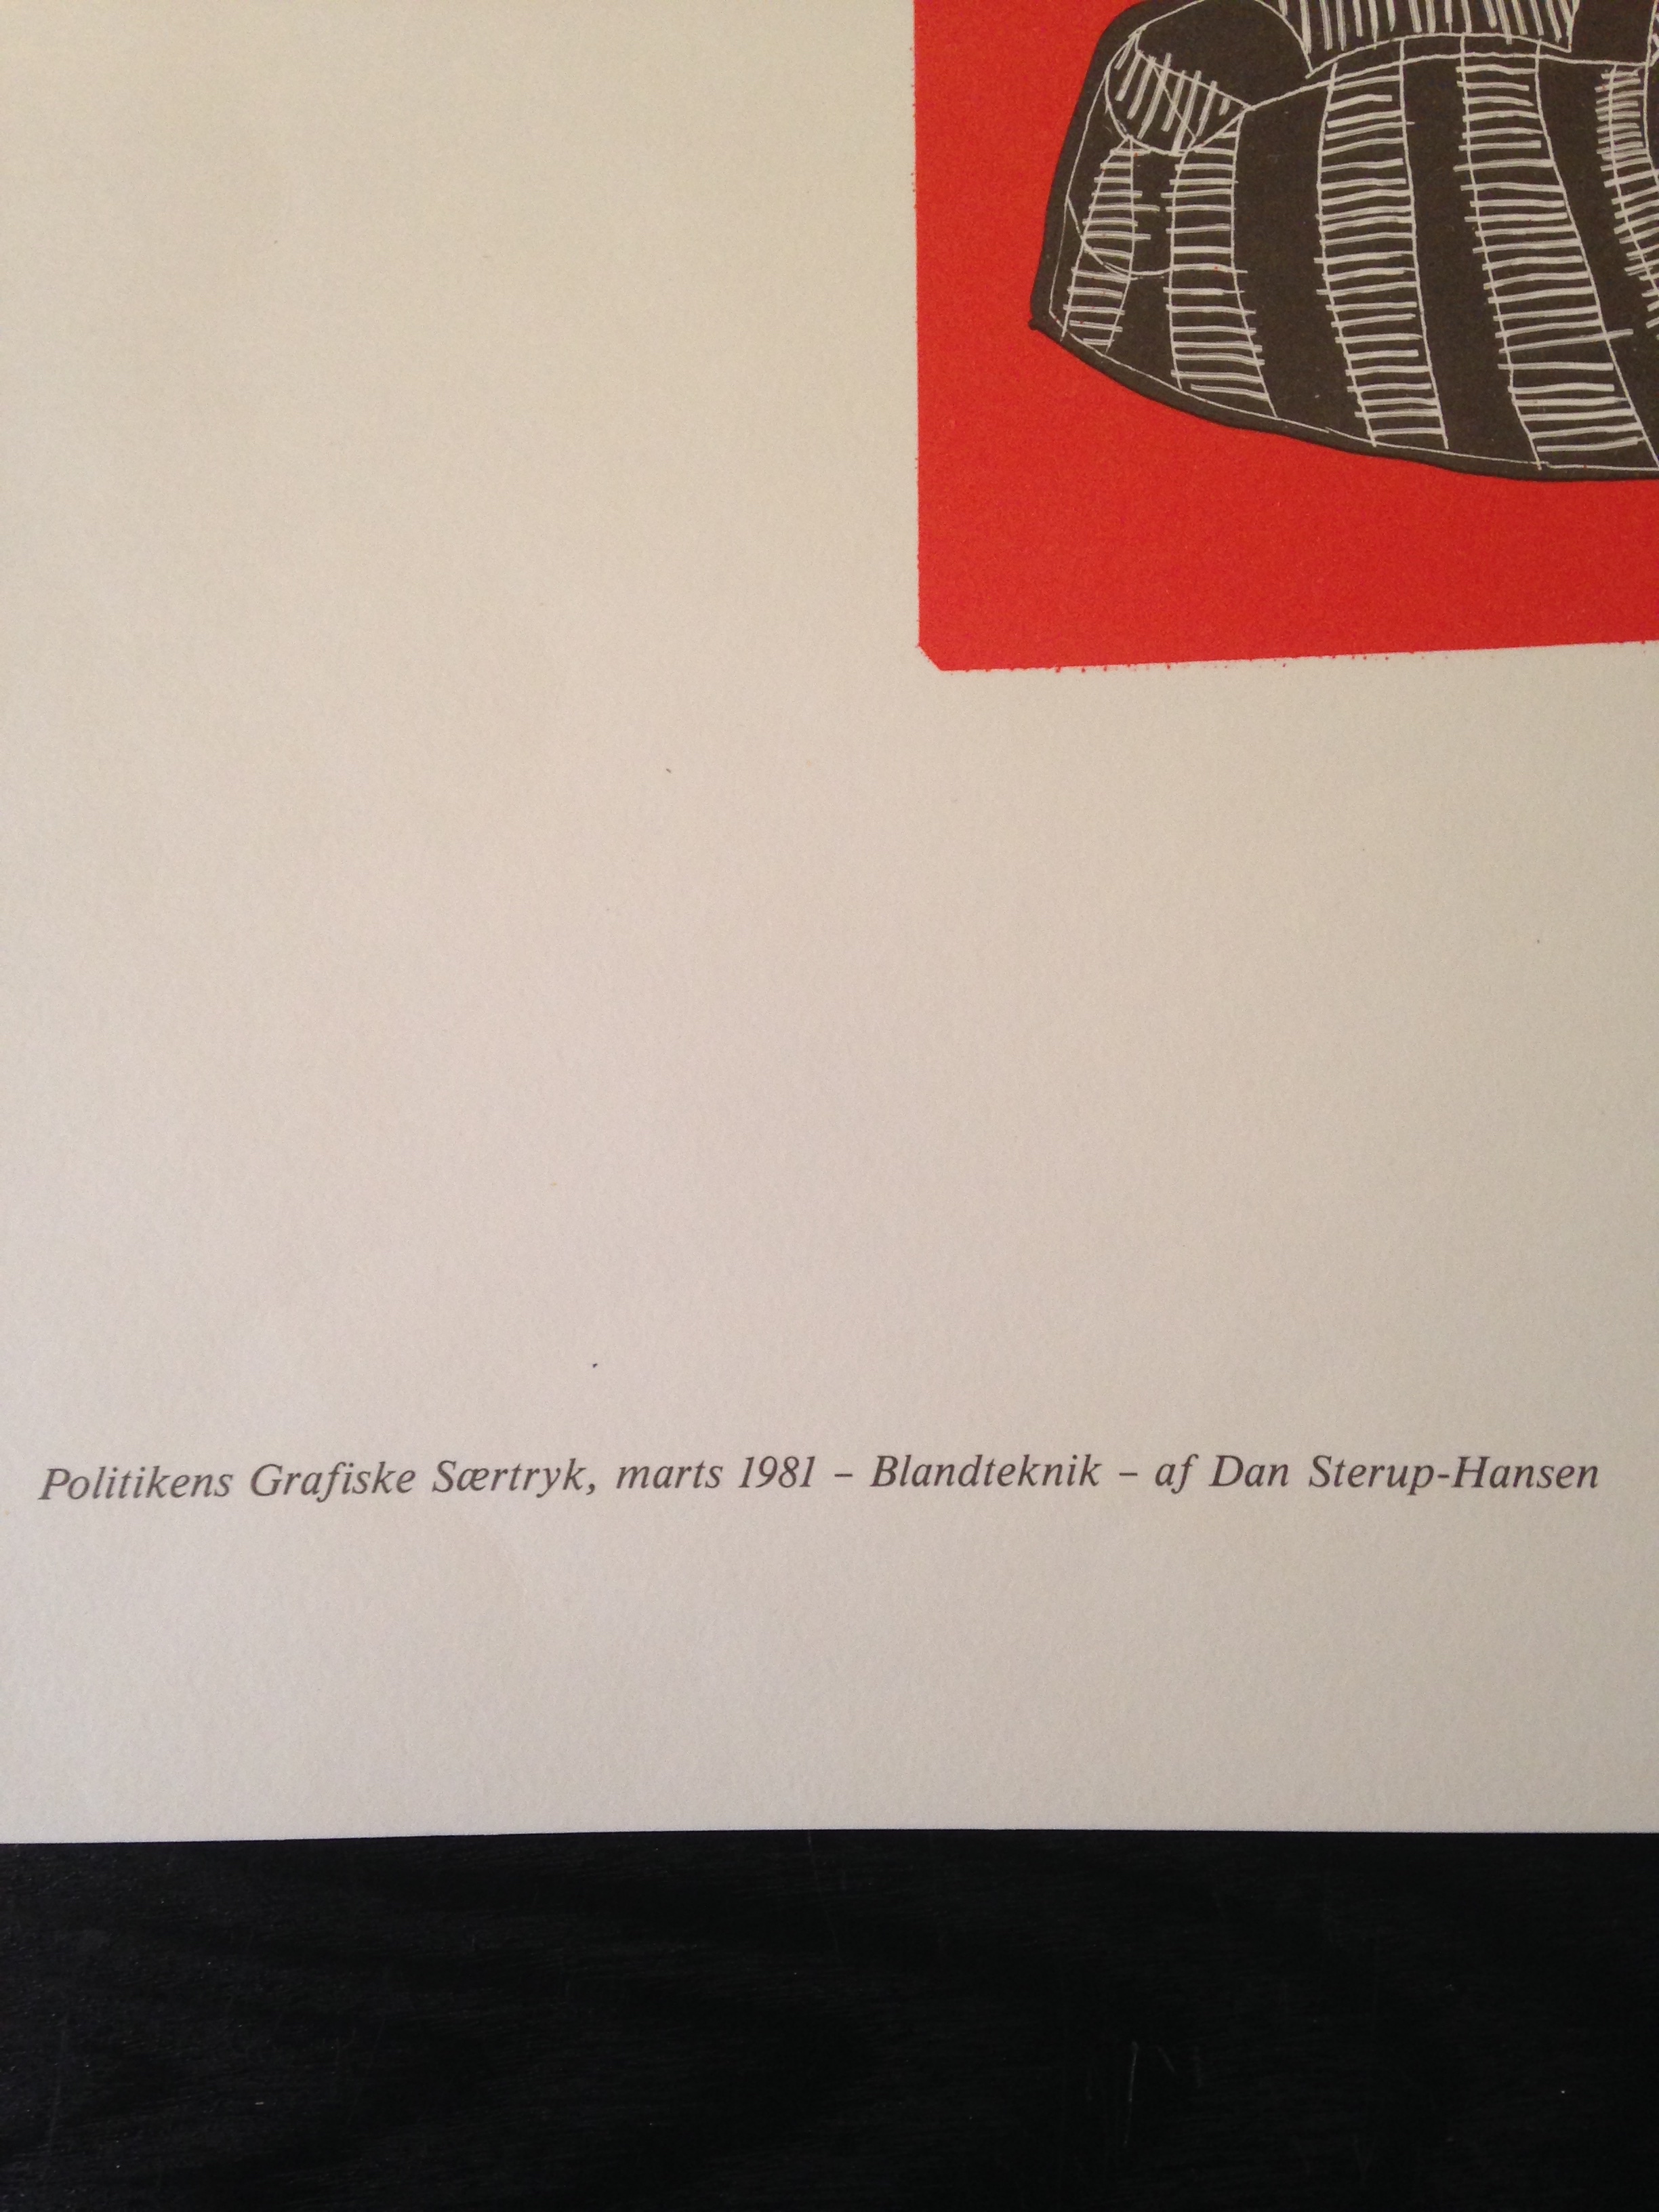 Politikens Grafiske Særtryk, marts 1981 – Blandteknik – af Dan Sterup-Hansen